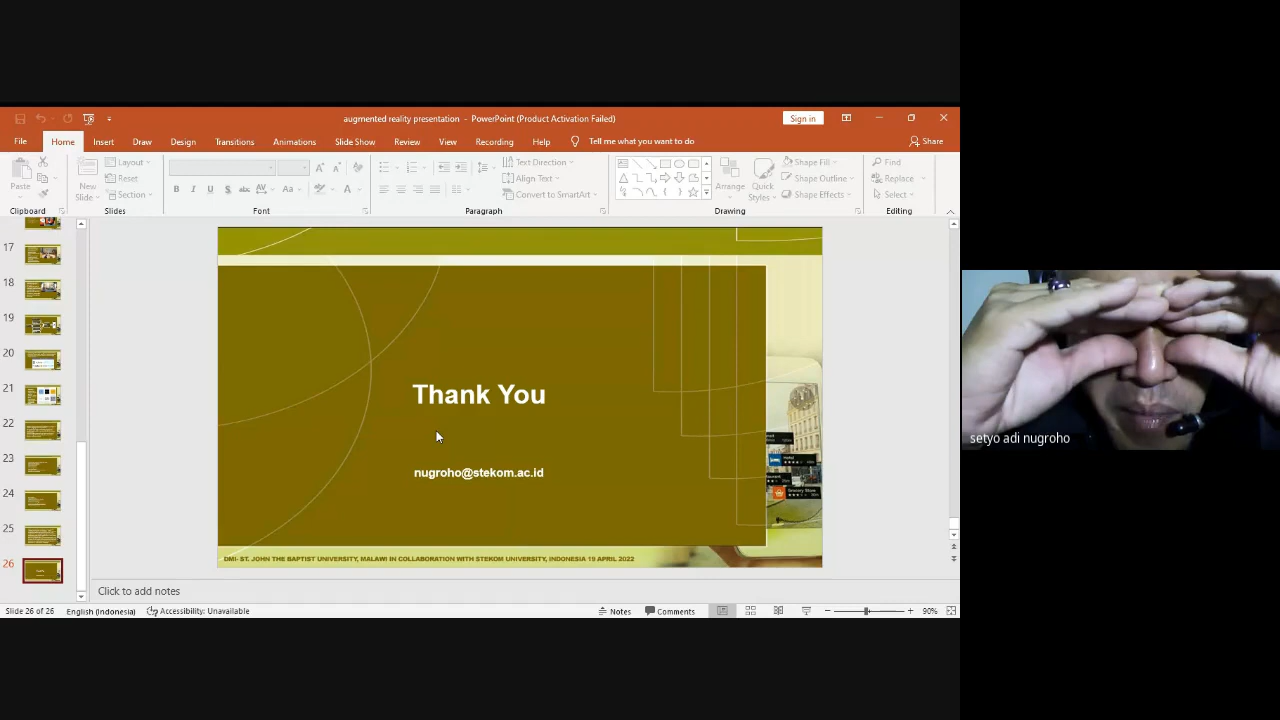 augmented reality presentation - PowerPoint (Product Activation Failed)
Sign in
File Home Insert Draw Design Transitions Animations Slide Show Review View Recording Help Tell me what you want to do Share
Paste
New
Slide
Layout
Reset
Section
Text Direction
Align Text
Convert to SmartArt
Arrange
Quick
Styles
Shape Fill
Shape Outline
Shape Effects
Find
Replace
Select
Clipboard Slides Font Paragraph Drawing Editing
17
18
19
20
21
22
23
24
25
26
Thank You
nugroho@stekom.ac.id
Hotel
Grocery Store
DMI- ST. JOHN THE BAPTIST UNIVERSITY, MALAWI IN COLLABORATION WITH STEKOM UNIVERSITY, INDONESIA 19 APRIL 2022
Click to add notes
Slide 26 of 26 English (Indonesia) Accessibility: Unavailable Notes Comments 90%
setyo adi nugroho